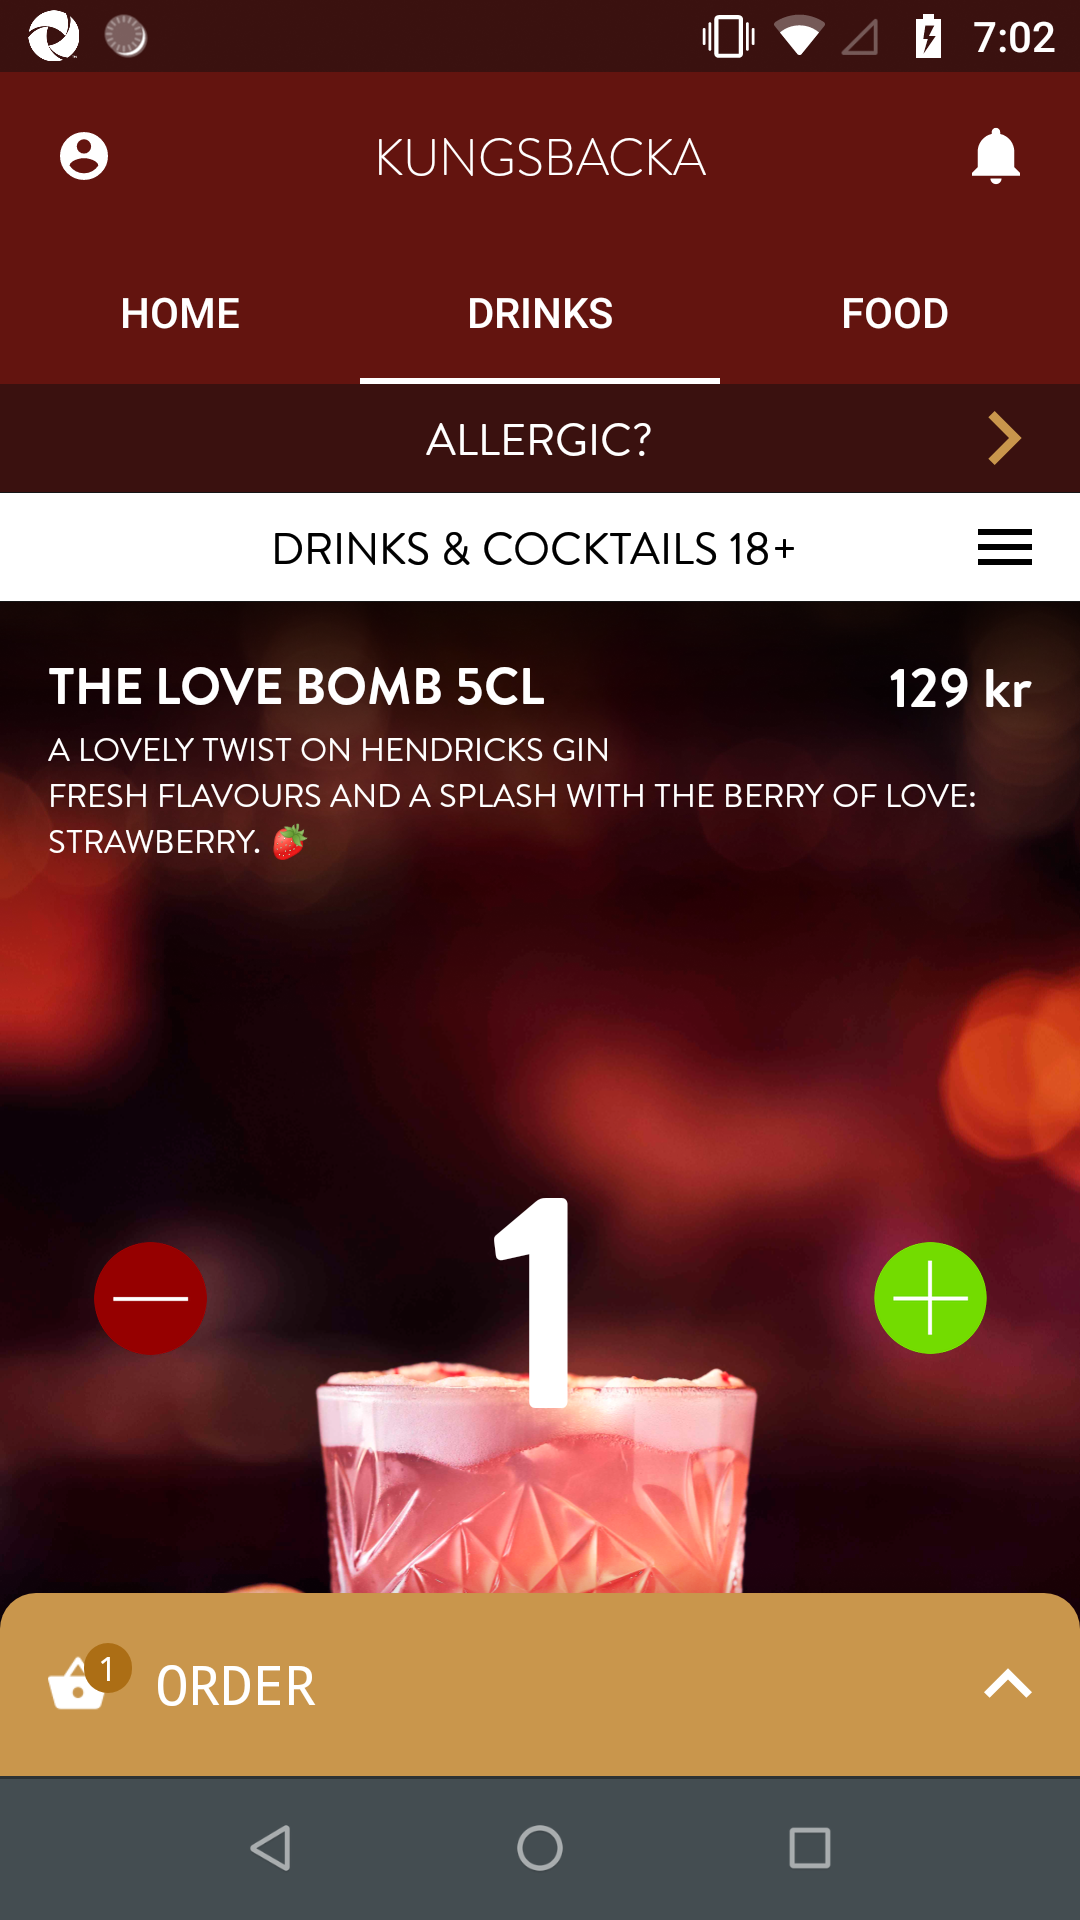 7:02
KUNGSBACKA
HOME
DRINKS
FOOD
ALLERGIC?
DRINKS & COCKTAILS 18+
THE LOVE BOMB 5CL
129 kr
A LOVELY TWIST ON HENDRICKS GIN
FRESH FLAVOURS AND A SPLASH WITH THE BERRY OF LOVE:
STRAWBERRY. 🍓
1
1
ORDER